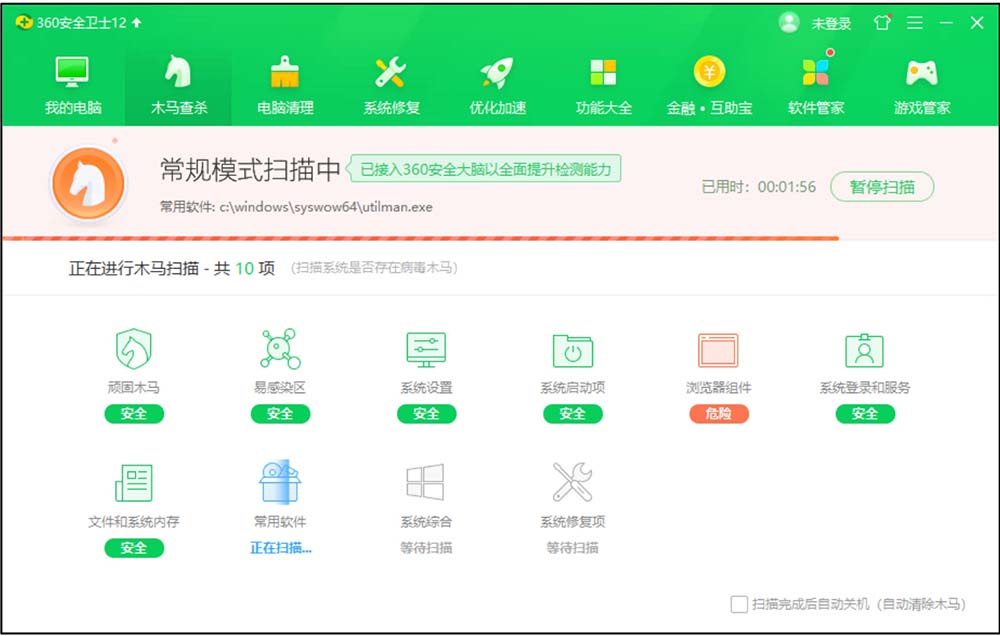 360安全卫士12
未登录
我的电脑 木马查杀 电脑清理 系统修复 优化加速 功能大全 金融•互助宝 软件管家 游戏管家
常规模式扫描中 已接入360安全大脑以全面提升检测能力
已用时：00:01:56 暂停扫描
常用软件: c:\windows\syswow64\utilman.exe
正在进行木马扫描 - 共 10 项 （扫描系统是否存在病毒木马）
顽固木马 易感染区 系统设置 系统启动项 浏览器组件 系统登录和服务
安全 安全 安全 安全 危险 安全
文件和系统内存 常用软件 系统综合 系统修复项
安全 正在扫描... 等待扫描 等待扫描
扫描完成后自动关机（自动清除木马）